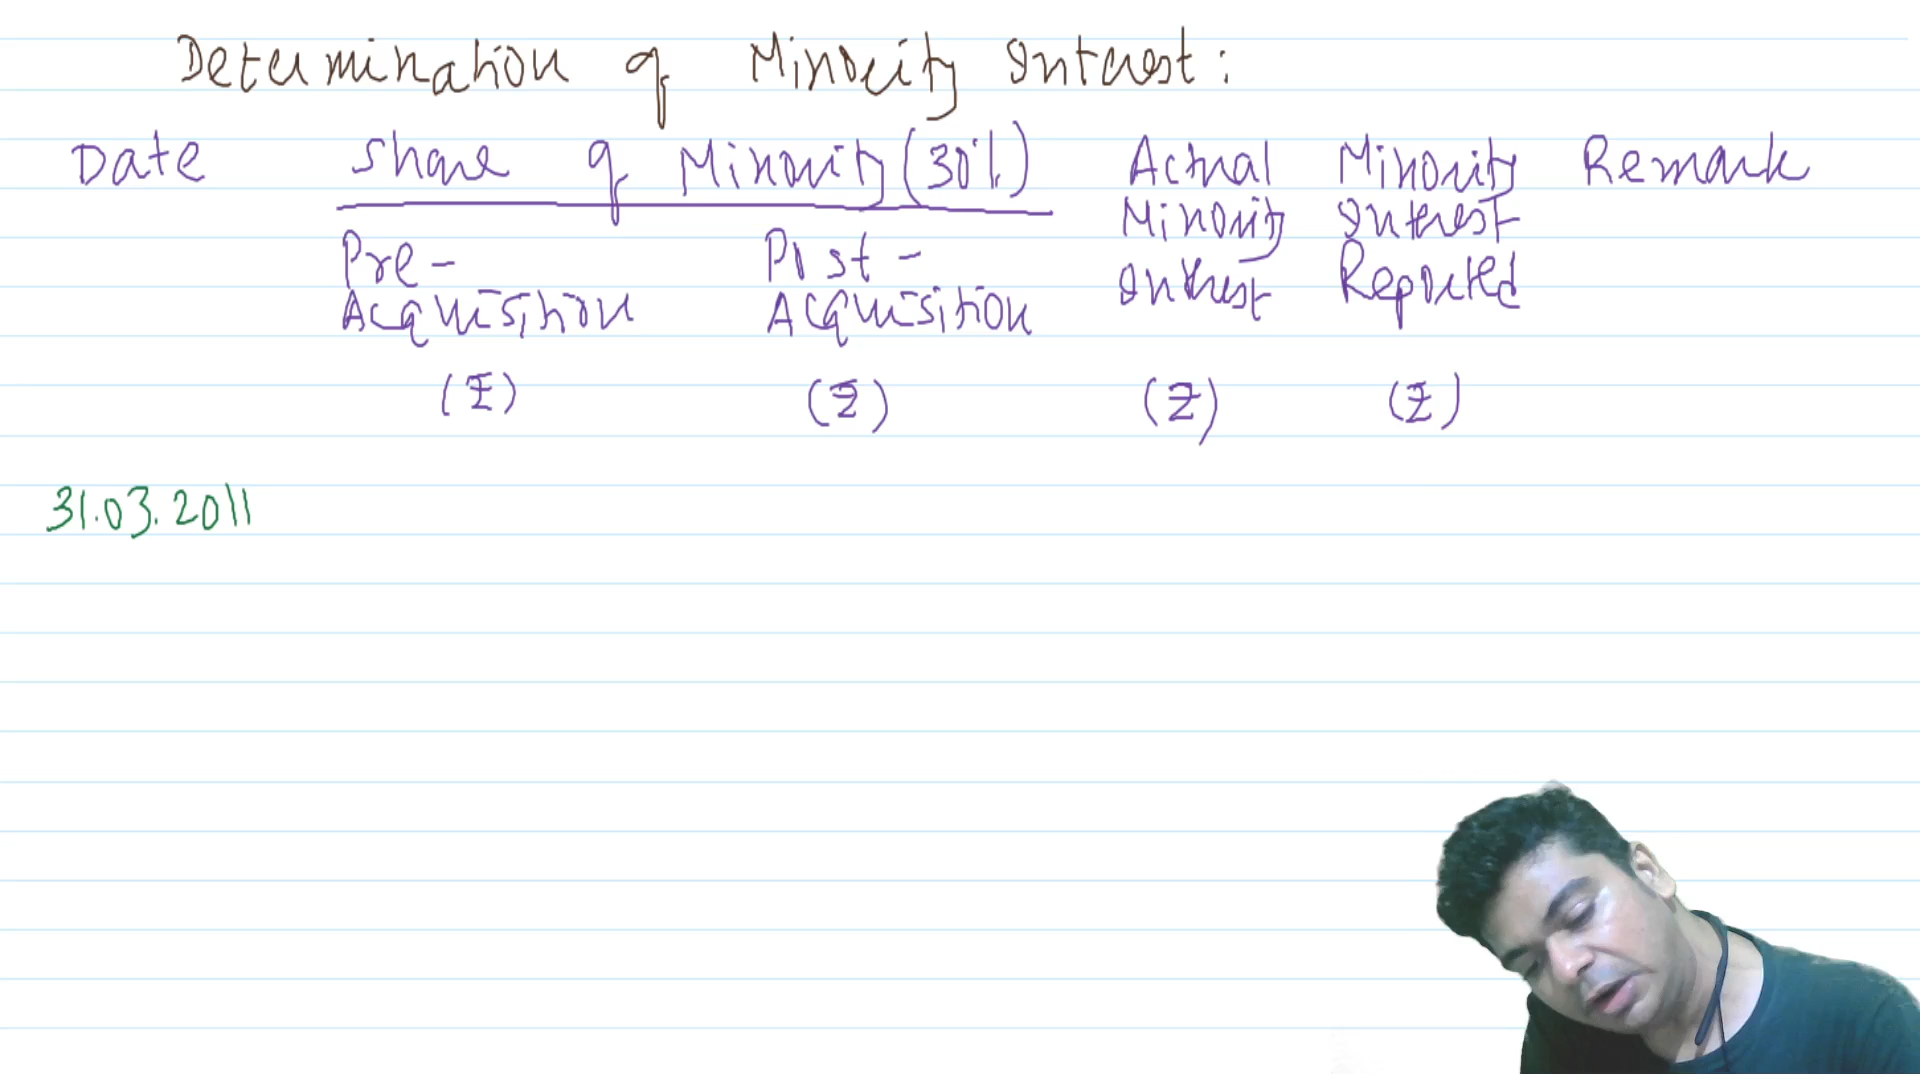 Determination of Minority Interest:
Date Share of Minority (30%) Actual Minority Interest Minority Interest Reported Remark
Pre-Acquisition Post-Acquisition
(₹) (₹) (₹) (₹)
31.03.2011